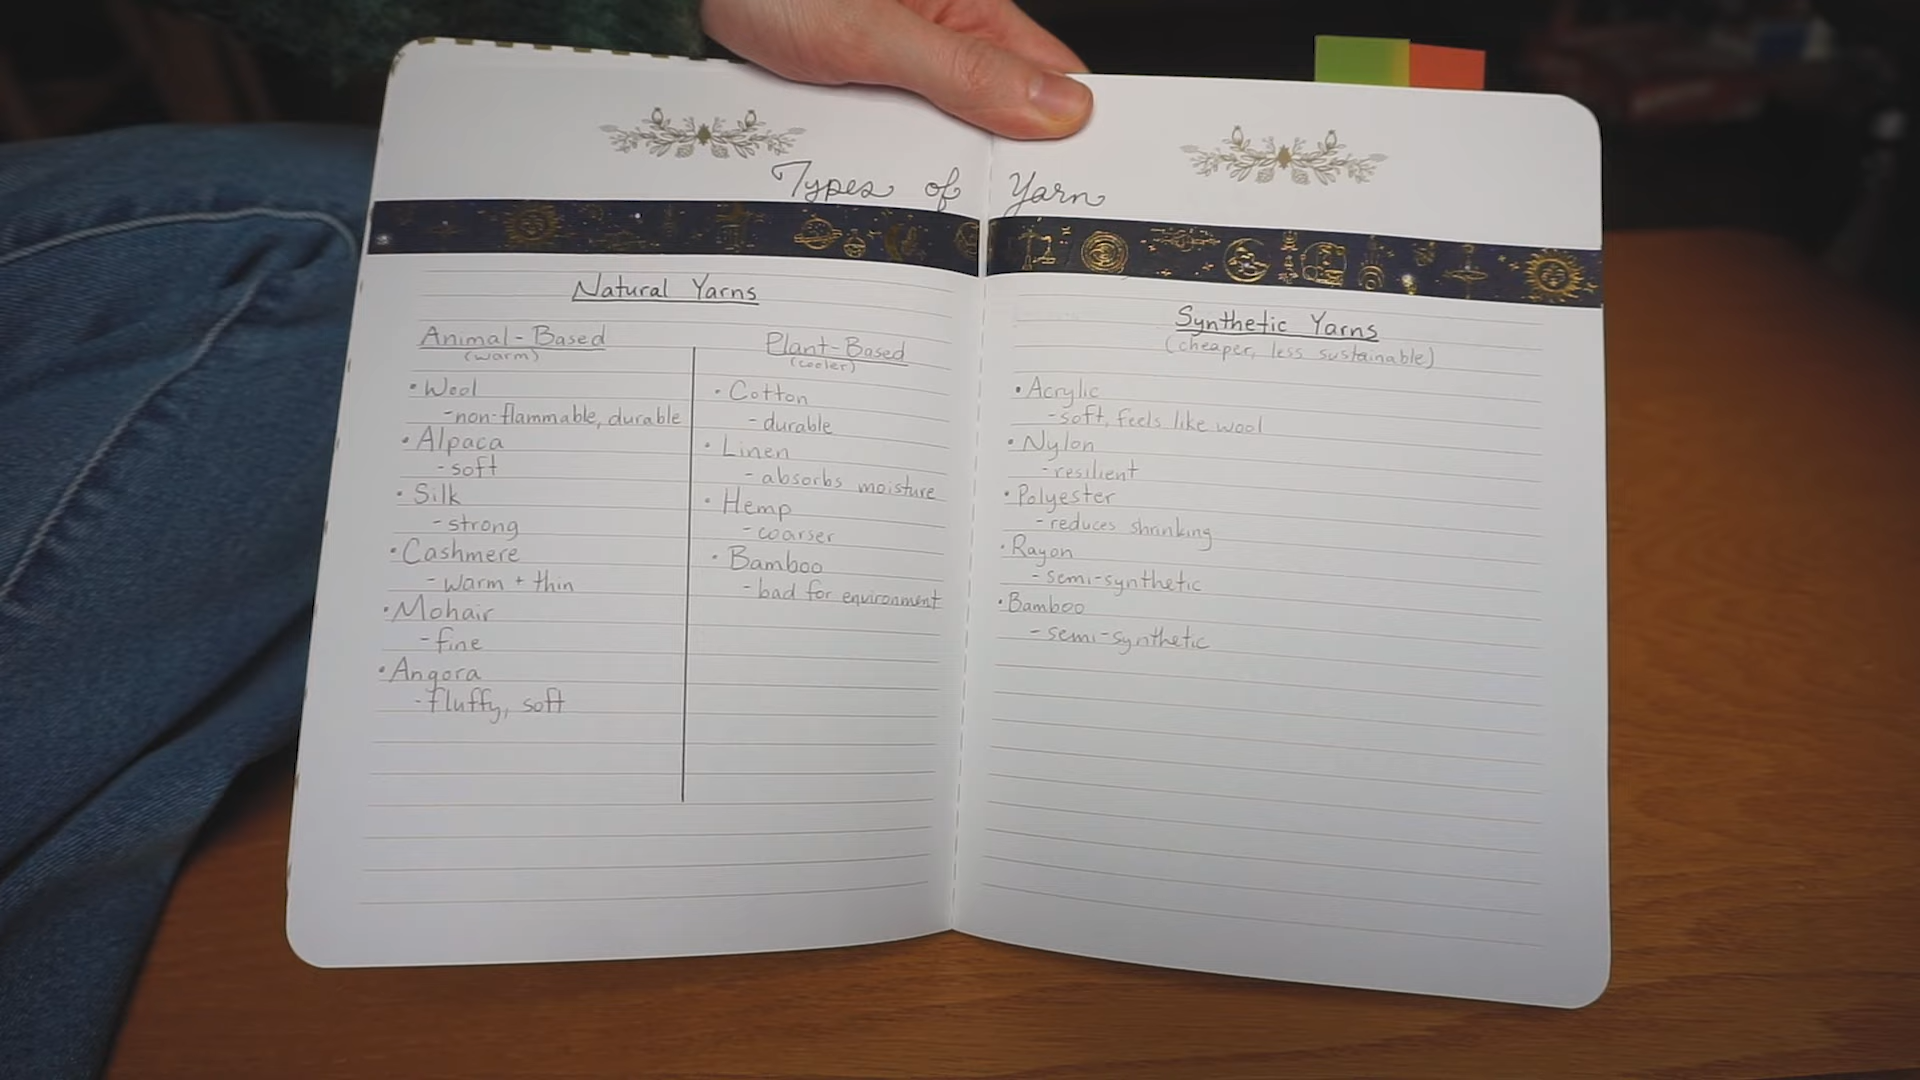 Types of Yarn
Natural Yarns
Animal-Based
(warm)
• Wool
- non-flammable, durable
• Alpaca
- soft
• Silk
- strong
• Cashmere
- warm + thin
• Mohair
- fine
• Angora
- fluffy, soft
Plant-Based
(cooler)
• Cotton
- durable
• Linen
- absorbs moisture
• Hemp
- coarser
• Bamboo
- bad for environment
Synthetic Yarns
(cheaper, less sustainable)
• Acrylic
- soft, feels like wool
• Nylon
- resilient
• Polyester
- reduces shrinking
• Rayon
- semi-synthetic
• Bamboo
- semi-synthetic